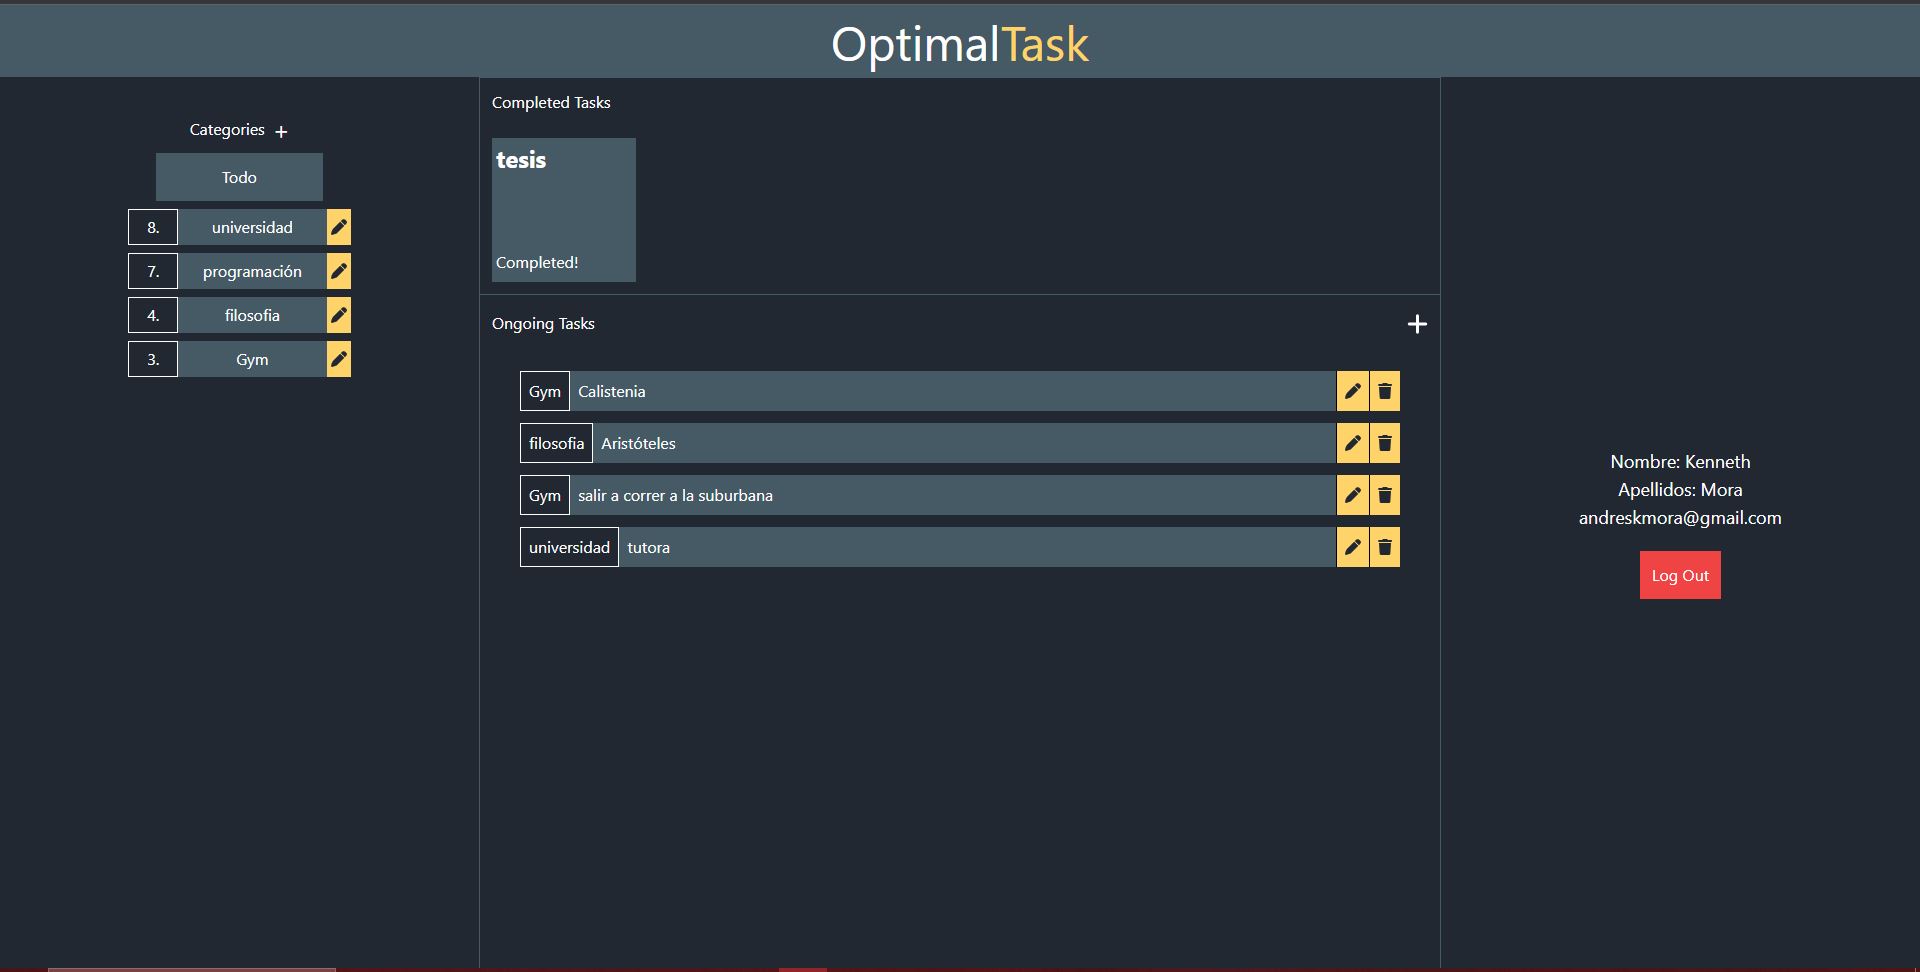 OptimalTask
Categories +
Todo
8. universidad
7. programación
4. filosofia
3. Gym
Completed Tasks
tesis
Completed!
Ongoing Tasks +
Gym Calistenia
filosofia Aristóteles
Gym salir a correr a la suburbana
universidad tutora
Nombre: Kenneth
Apellidos: Mora
andreskmora@gmail.com
Log Out